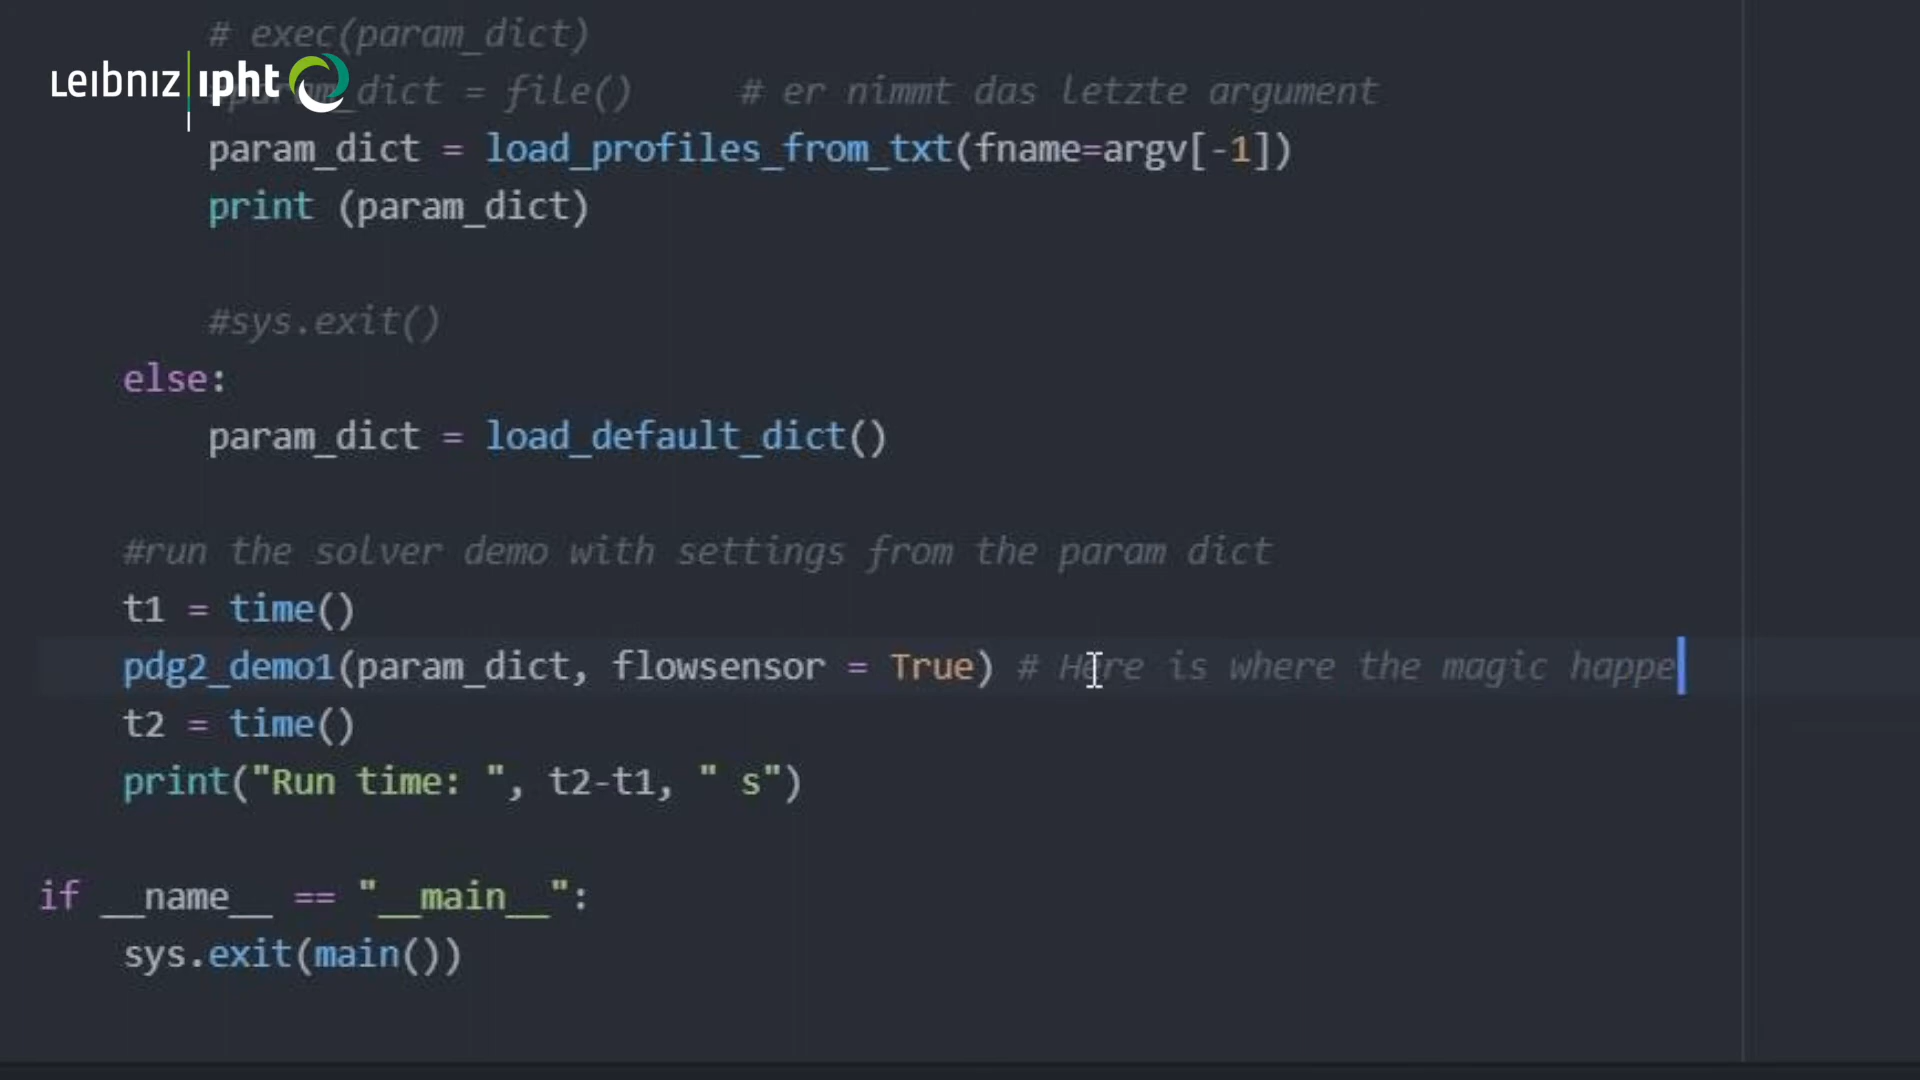 # exec(param_dict)
Leibniz ipht
#param_dict = file()     # er nimmt das letzte argument
param_dict = load_profiles_from_txt(fname=argv[-1])
print (param_dict)
#sys.exit()
else:
param_dict = load_default_dict()
#run the solver demo with settings from the param dict
t1 = time()
pdg2_demo1(param_dict, flowsensor = True) # Here is where the magic happe
t2 = time()
print("Run time: ", t2-t1, " s")
if __name__ == "__main__":
sys.exit(main())